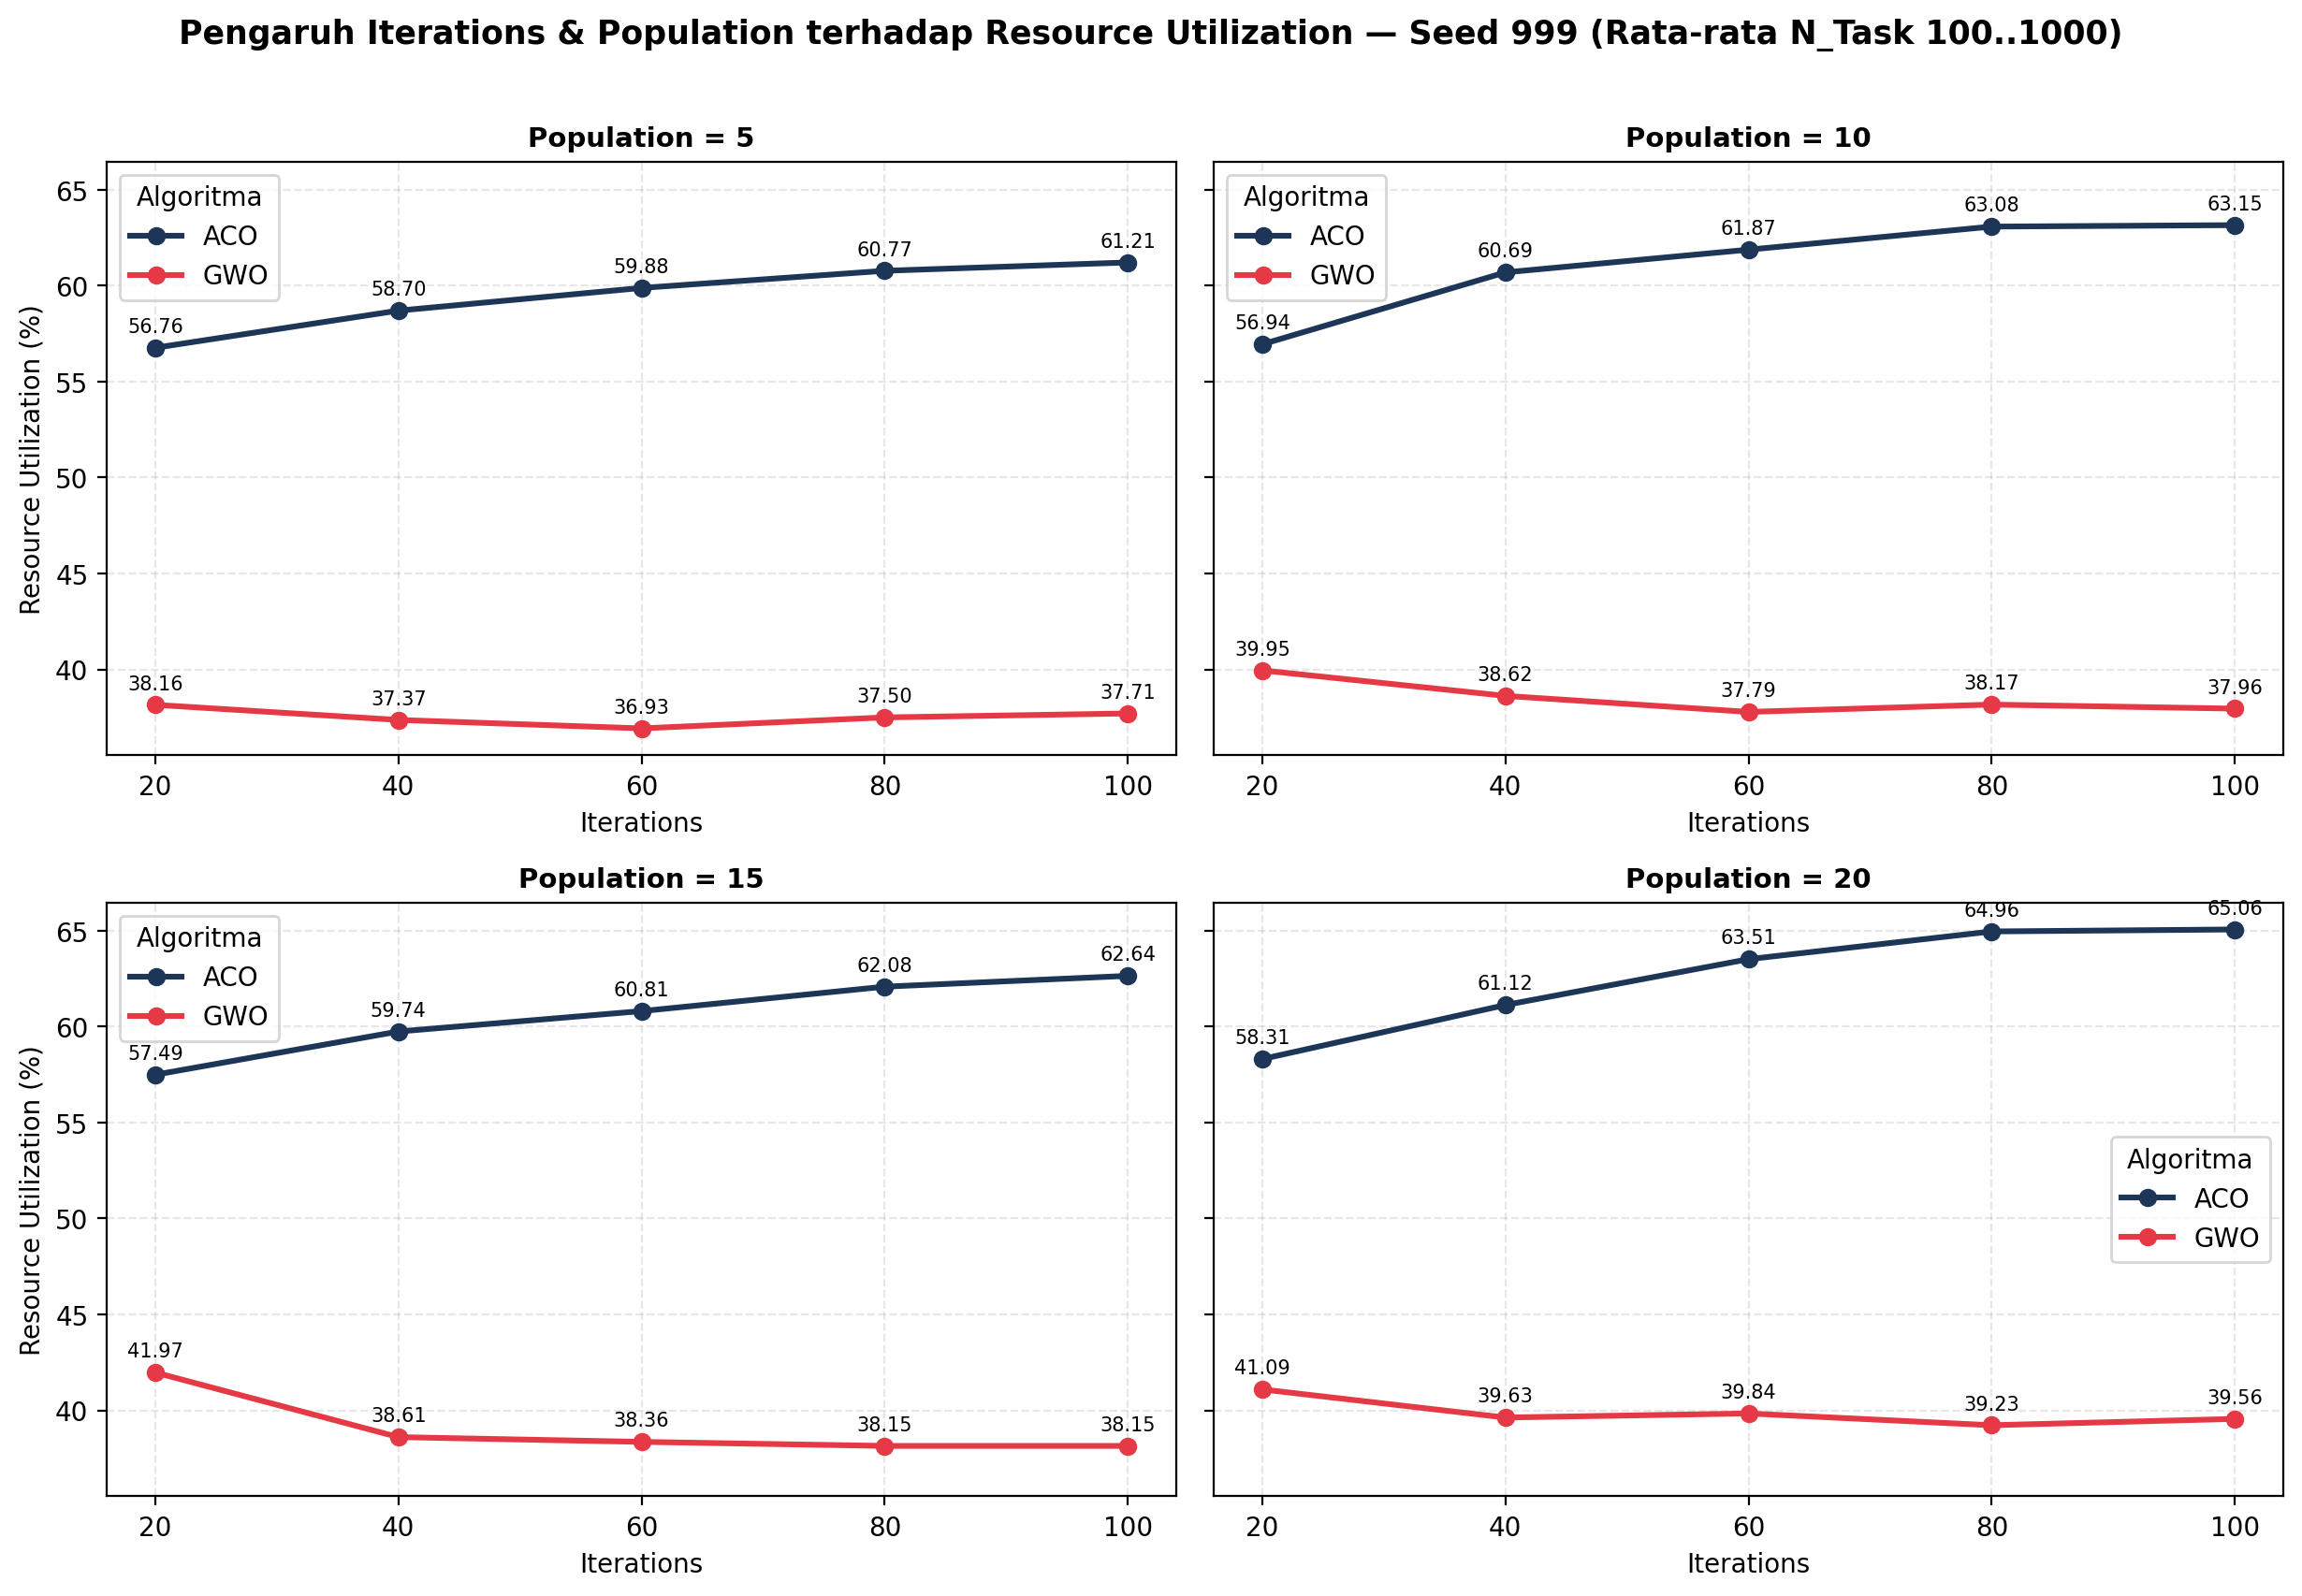 Pengaruh Iterations & Population terhadap Resource Utilization — Seed 999 (Rata-rata N_Task 100..1000)
Population = 5
Resource Utilization (%)
65
60
55
50
45
40
Algoritma
ACO
GWO
56.76
58.70
59.88
60.77
61.21
38.16
37.37
36.93
37.50
37.71
20 40 60 80 100
Iterations
Population = 10
Algoritma
ACO
GWO
56.94
60.69
61.87
63.08
63.15
39.95
38.62
37.79
38.17
37.96
20 40 60 80 100
Iterations
Population = 15
Resource Utilization (%)
65
60
55
50
45
40
Algoritma
ACO
GWO
57.49
59.74
60.81
62.08
62.64
41.97
38.61
38.36
38.15
38.15
20 40 60 80 100
Iterations
Population = 20
58.31
61.12
63.51
64.96
65.06
Algoritma
ACO
GWO
41.09
39.63
39.84
39.23
39.56
20 40 60 80 100
Iterations